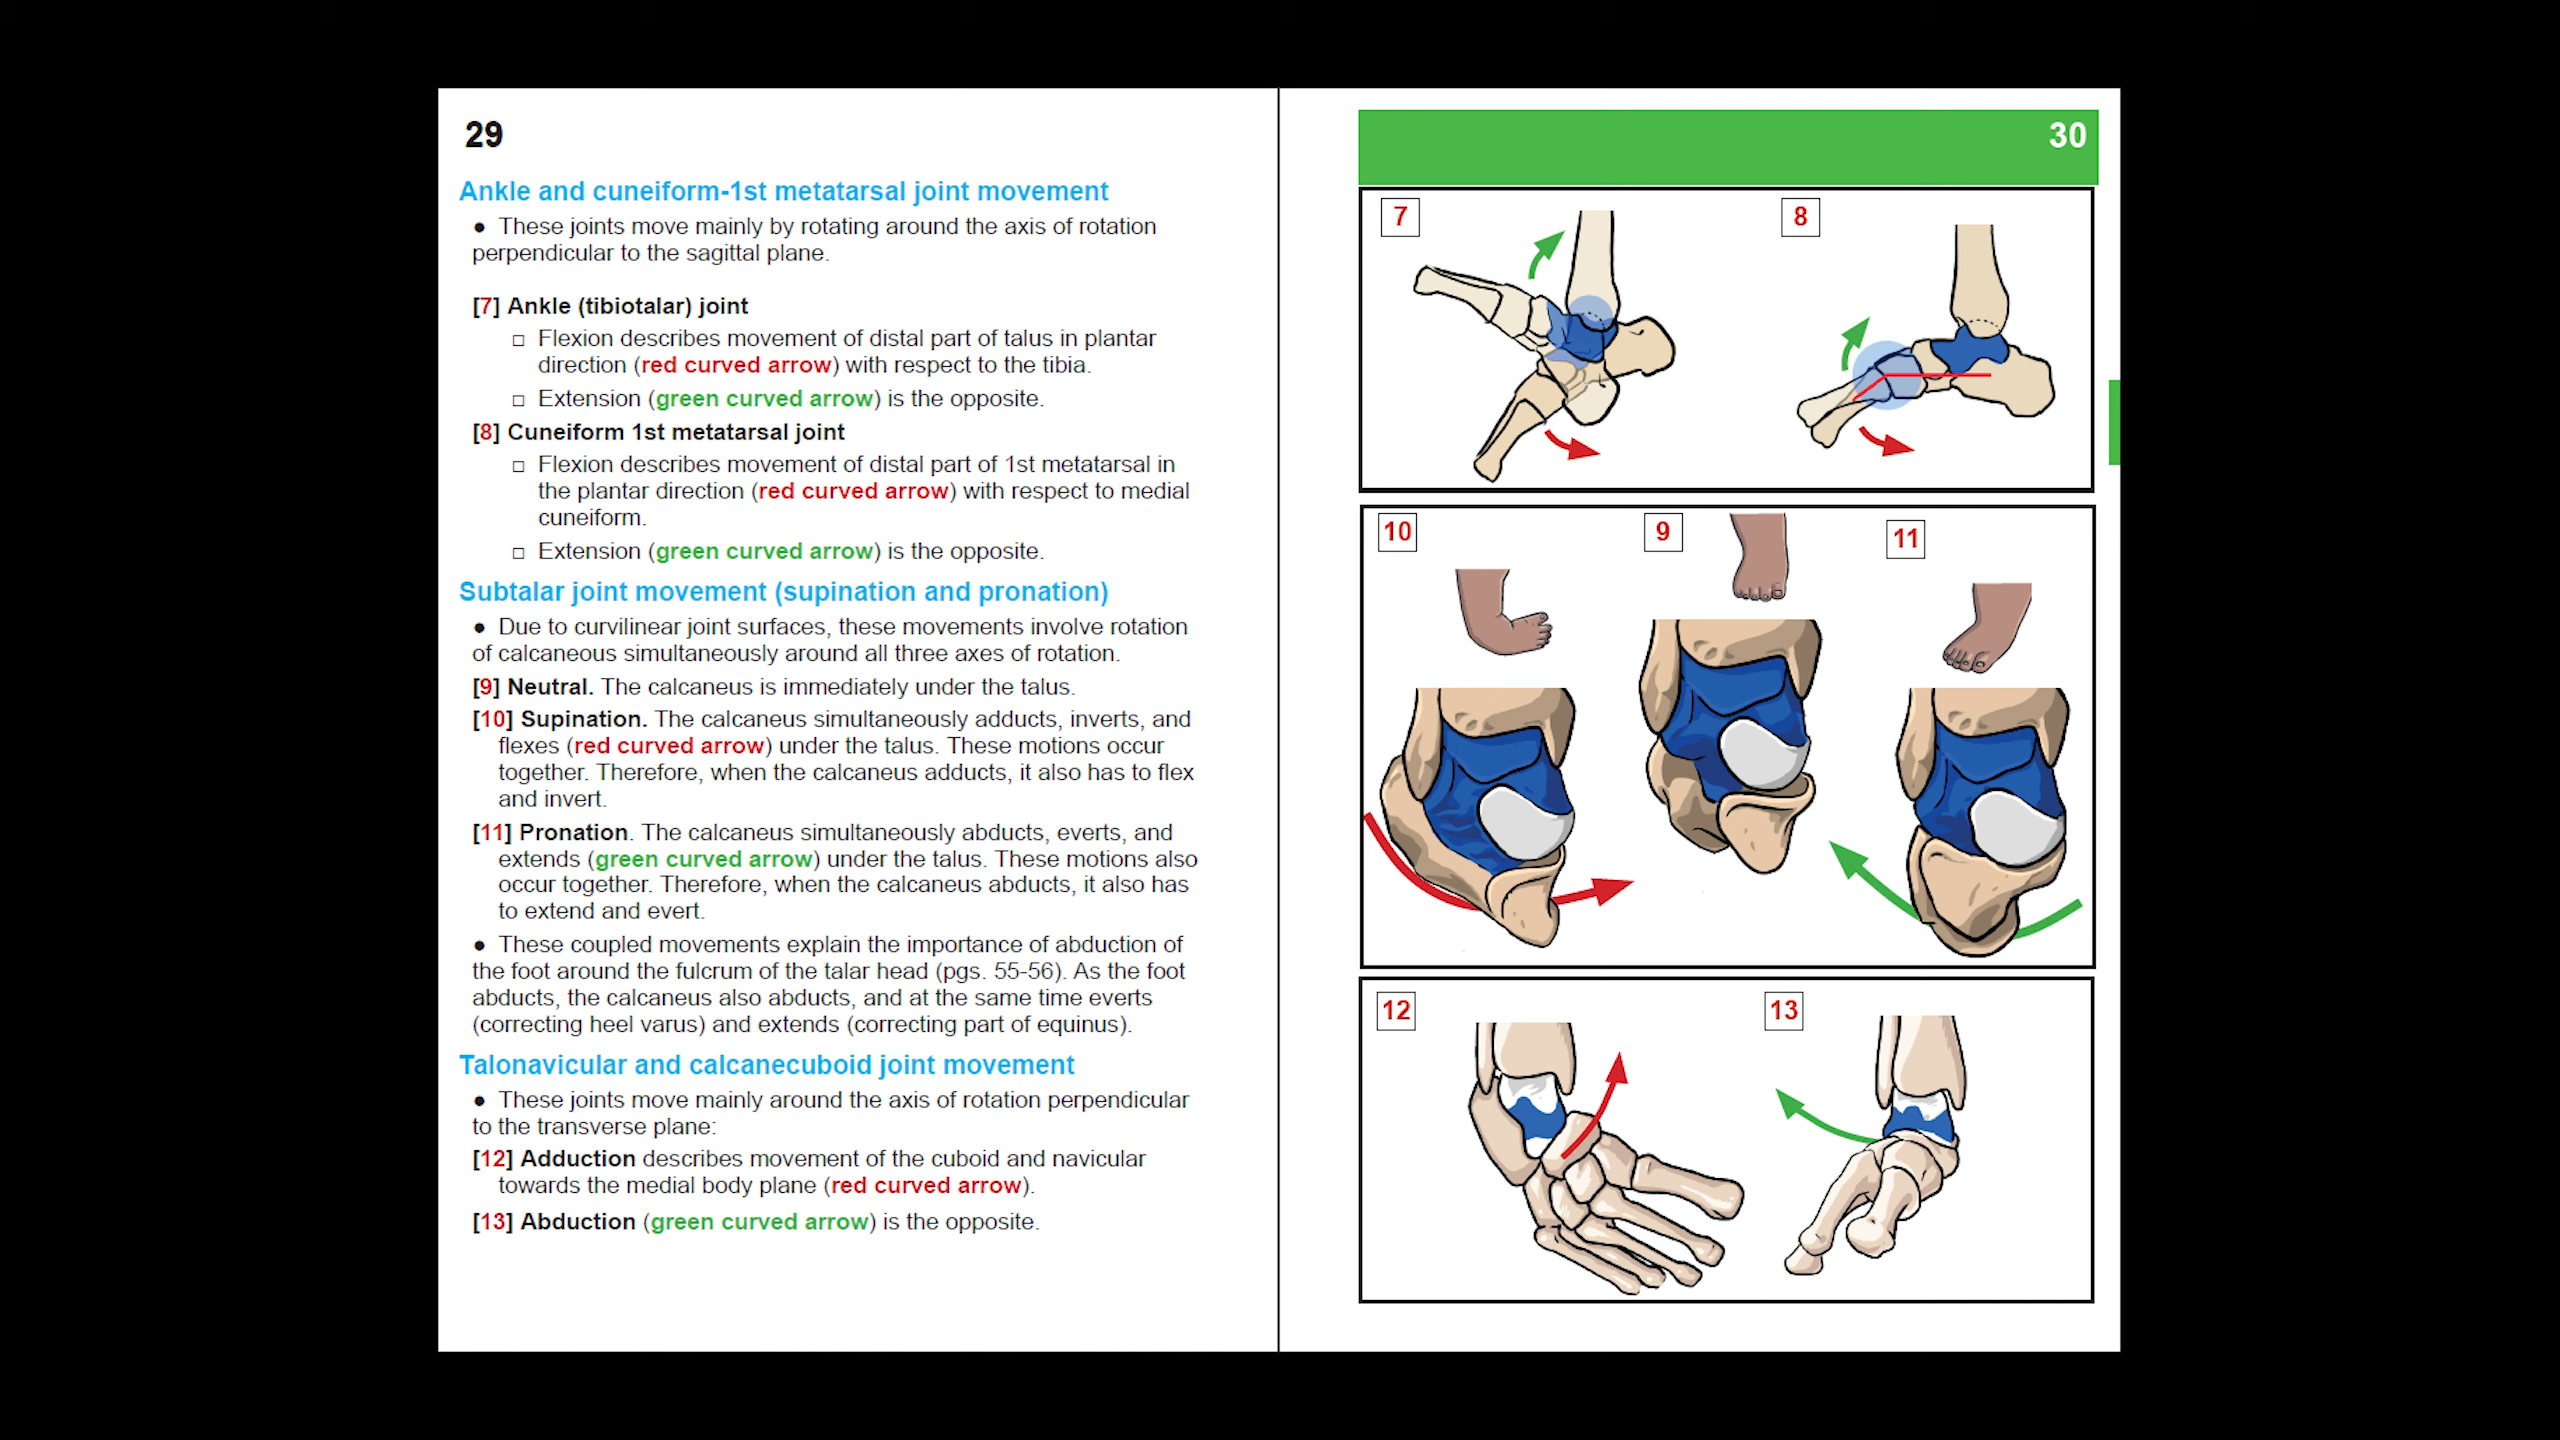 29
Ankle and cuneiform-1st metatarsal joint movement
● These joints move mainly by rotating around the axis of rotation
perpendicular to the sagittal plane.
[7] Ankle (tibiotalar) joint
□ Flexion describes movement of distal part of talus in plantar
direction (red curved arrow) with respect to the tibia.
□ Extension (green curved arrow) is the opposite.
[8] Cuneiform 1st metatarsal joint
□ Flexion describes movement of distal part of 1st metatarsal in
the plantar direction (red curved arrow) with respect to medial
cuneiform.
□ Extension (green curved arrow) is the opposite.
Subtalar joint movement (supination and pronation)
● Due to curvilinear joint surfaces, these movements involve rotation
of calcaneous simultaneously around all three axes of rotation.
[9] Neutral. The calcaneus is immediately under the talus.
[10] Supination. The calcaneus simultaneously adducts, inverts, and
flexes (red curved arrow) under the talus. These motions occur
together. Therefore, when the calcaneus adducts, it also has to flex
and invert.
[11] Pronation. The calcaneus simultaneously abducts, everts, and
extends (green curved arrow) under the talus. These motions also
occur together. Therefore, when the calcaneus abducts, it also has
to extend and evert.
● These coupled movements explain the importance of abduction of
the foot around the fulcrum of the talar head (pgs. 55-56). As the foot
abducts, the calcaneus also abducts, and at the same time everts
(correcting heel varus) and extends (correcting part of equinus).
Talonavicular and calcanecuboid joint movement
● These joints move mainly around the axis of rotation perpendicular
to the transverse plane:
[12] Adduction describes movement of the cuboid and navicular
towards the medial body plane (red curved arrow).
[13] Abduction (green curved arrow) is the opposite.
30
7
8
10
9
11
12
13